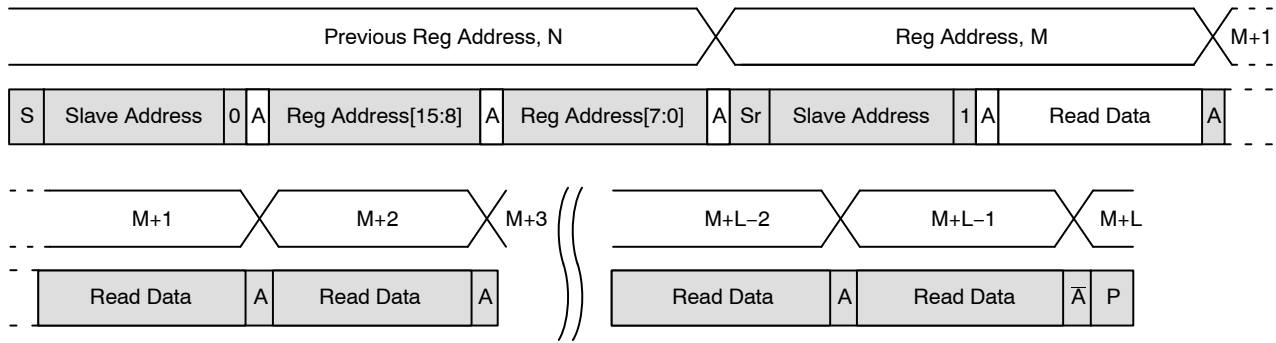 Previous Reg Address, N Reg Address, M M+1
S Slave Address 0 A Reg Address[15:8] A Reg Address[7:0] A Sr Slave Address 1 A Read Data A
M+1 M+2 M+3 M+L−2 M+L−1 M+L
Read Data A Read Data A Read Data A Read Data A̅ P